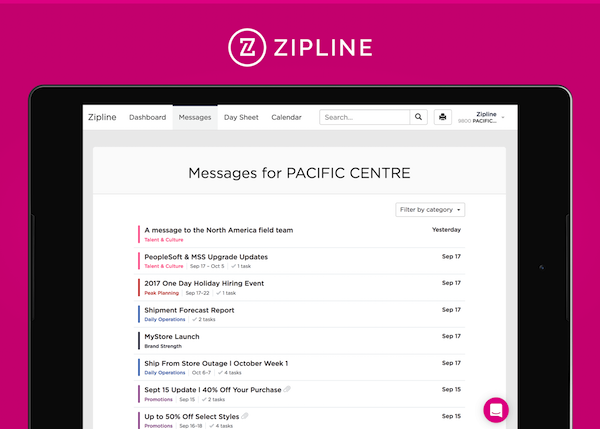 ZIPLINE
Zipline Dashboard Messages Day Sheet Calendar Search... Zipline
9800 PACIFIC...
Messages for PACIFIC CENTRE
Filter by category
A message to the North America field team Yesterday
Talent & Culture
PeopleSoft & MSS Upgrade Updates Sep 17
Talent & Culture Sep 17 – Oct 5 ✓ 1 task
2017 One Day Holiday Hiring Event Sep 17
Peak Planning Sep 17–22 ✓ 1 task
Shipment Forecast Report Sep 17
Daily Operations ✓ 2 tasks
MyStore Launch Sep 17
Brand Strength
Ship From Store Outage | October Week 1 Sep 17
Daily Operations Oct 6–7 ✓ 4 tasks
Sept 15 Update | 40% Off Your Purchase Sep 15
Promotions Sep 15 ✓ 2 tasks
Up to 50% Off Select Styles Sep 15
Promotions Sep 16–18 ✓ 4 tasks